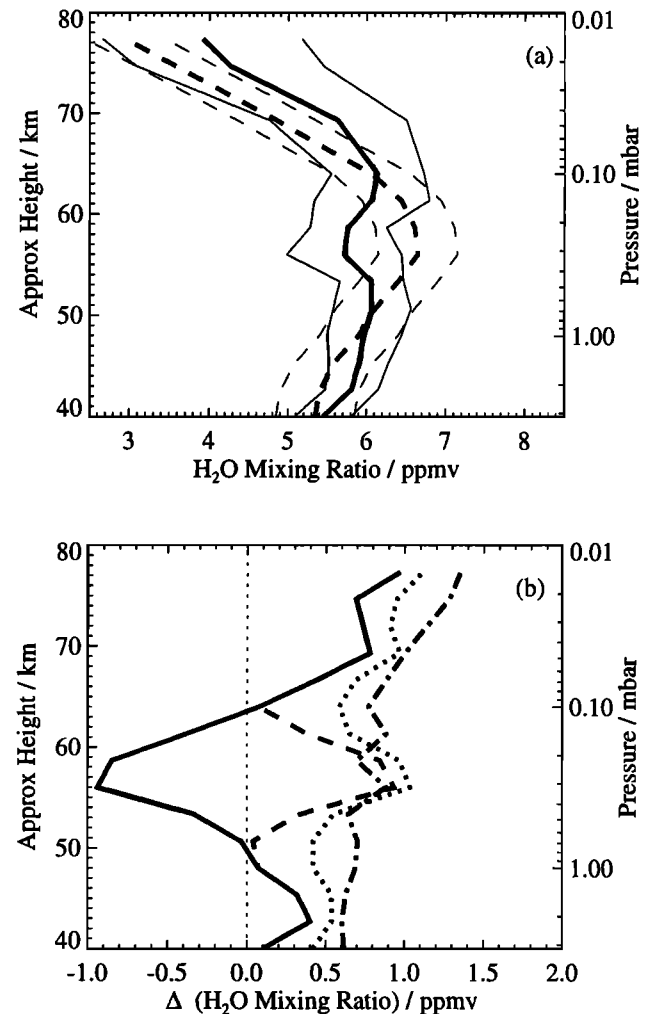 80
70
60
50
40
Approx Height / km
(a)
0.01
0.10
1.00
Pressure / mbar
3 4 5 6 7 8
H₂O Mixing Ratio / ppmv
80
70
60
50
40
Approx Height / km
(b)
0.01
0.10
1.00
Pressure / mbar
-1.0 -0.5 0.0 0.5 1.0 1.5 2.0
Δ (H₂O Mixing Ratio) / ppmv